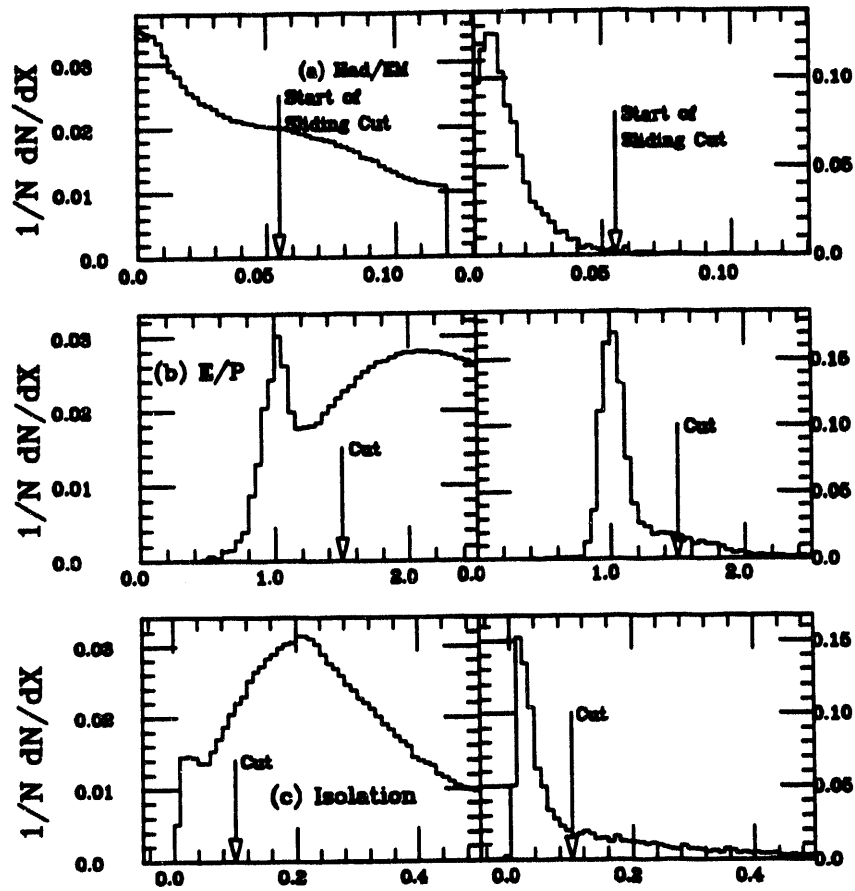 1/N dN/dX
0.03
0.02
0.01
0.0
(a) Had/EM
Start of
Sliding Cut
0.05
0.10
0.0
Start of
Sliding Cut
0.10
0.05
0.0
0.0
0.05
0.10
1/N dN/dX
0.03
0.02
0.01
0.0
(b) E/P
Cut
Cut
0.15
0.10
0.05
0.0
0.0
1.0
2.0
0.0
1.0
2.0
1/N dN/dX
0.03
0.02
0.01
0.0
Cut
(c) Isolation
Cut
0.15
0.10
0.05
0.0
0.0
0.2
0.4
0.0
0.2
0.4